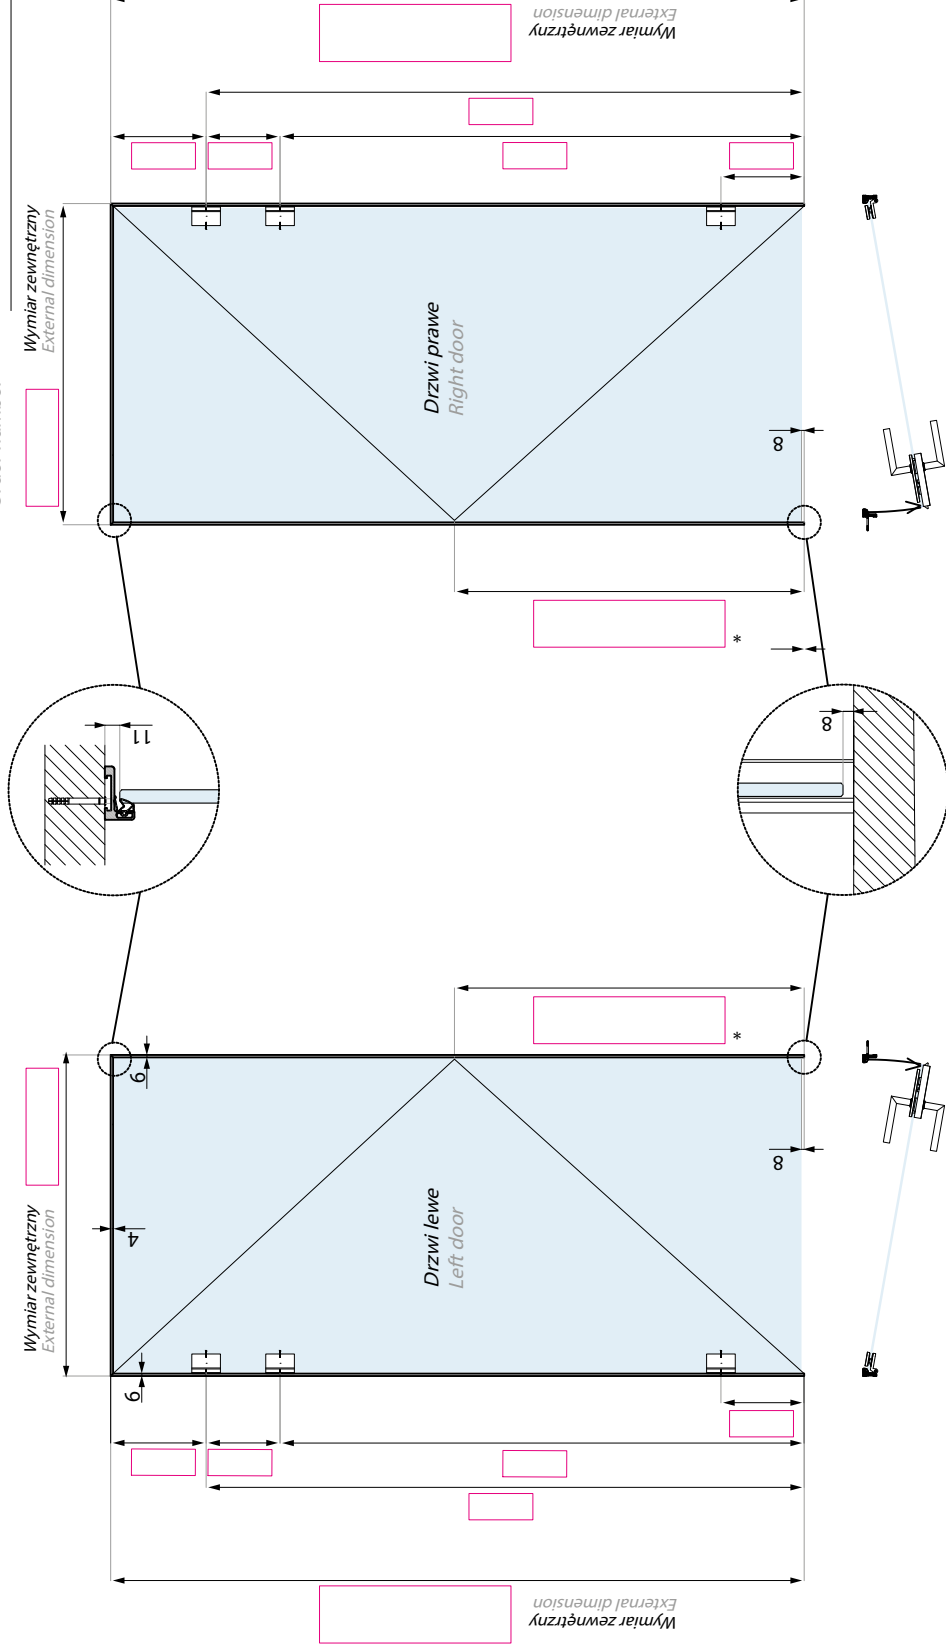 Wymiar zewnętrzny
External dimension
Wymiar zewnętrzny
External dimension
Drzwi prawe
Right door
8
*
11
8
*
6
8
4
Wymiar zewnętrzny
External dimension
Drzwi lewe
Left door
6
Wymiar zewnętrzny
External dimension